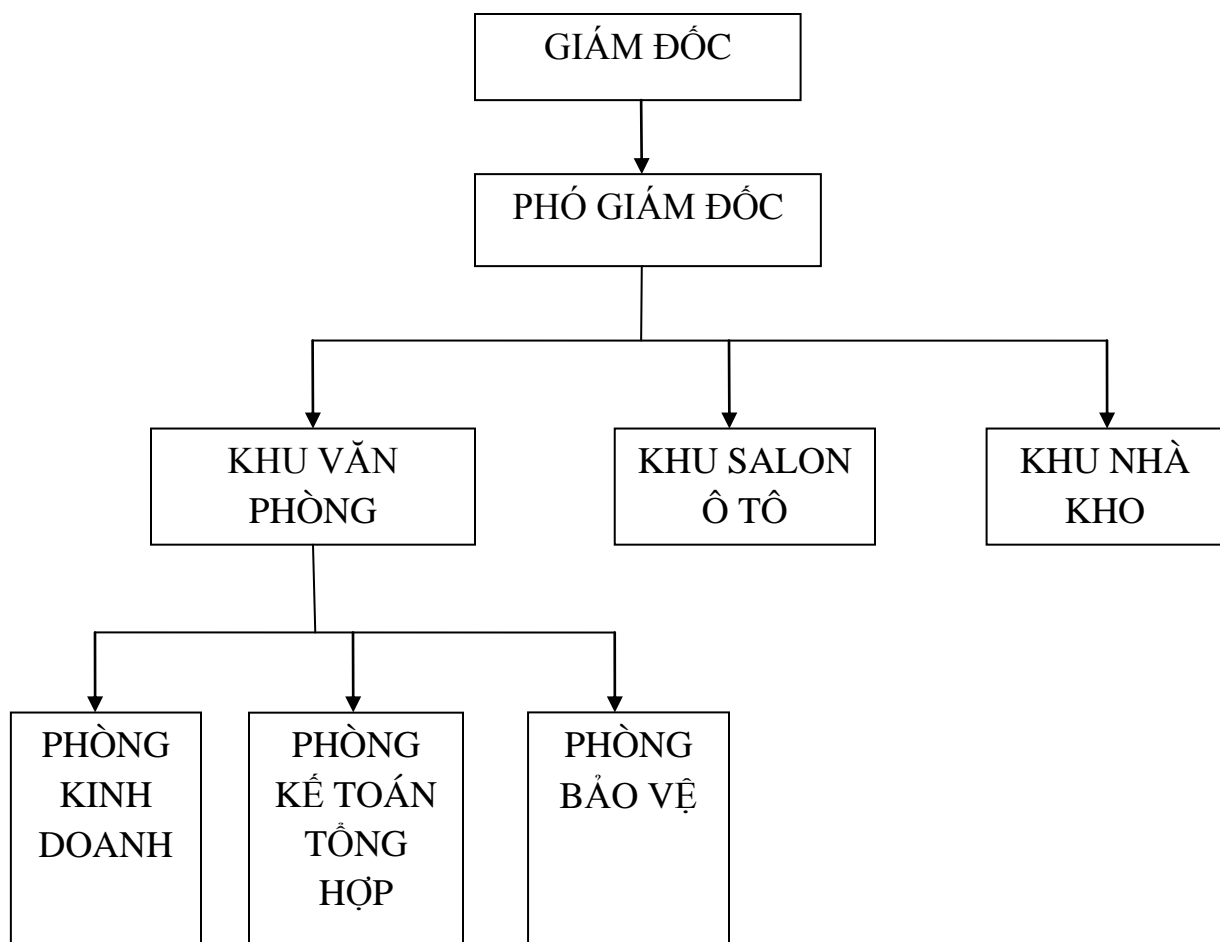 GIÁM ĐỐC
PHÓ GIÁM ĐỐC
KHU VĂN
PHÒNG
KHU SALON
Ô TÔ
KHU NHÀ
KHO
PHÒNG
KINH
DOANH
PHÒNG
KẾ TOÁN
TỔNG
HỢP
PHÒNG
BẢO VỆ